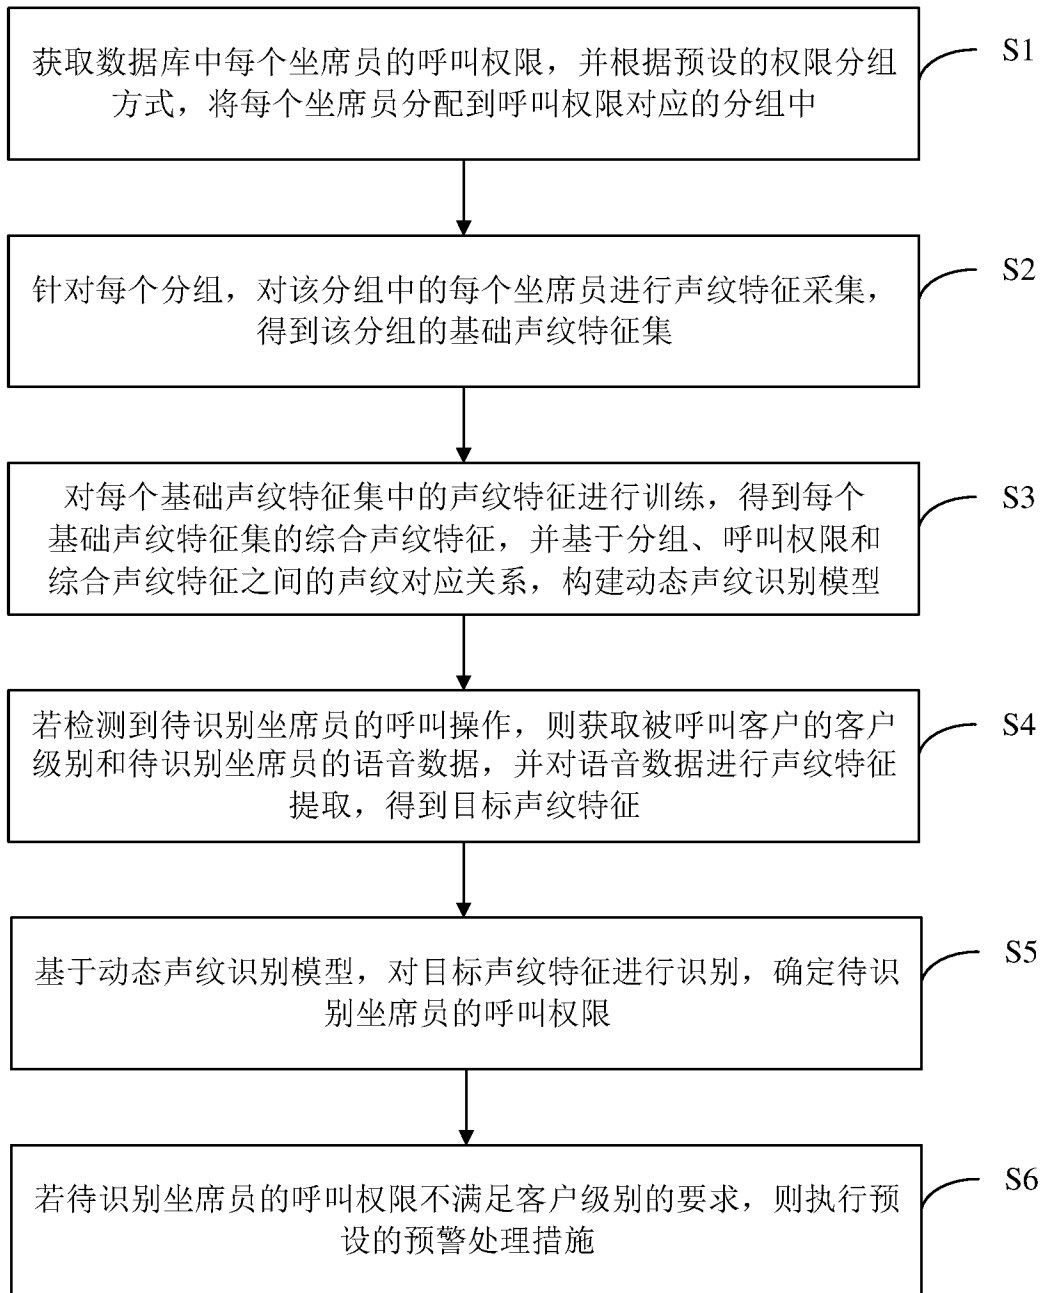 获取数据库中每个坐席员的呼叫权限，并根据预设的权限分组
方式，将每个坐席员分配到呼叫权限对应的分组中
S1
针对每个分组，对该分组中的每个坐席员进行声纹特征采集，
得到该分组的基础声纹特征集
S2
对每个基础声纹特征集中的声纹特征进行训练，得到每个
基础声纹特征集的综合声纹特征，并基于分组、呼叫权限和
综合声纹特征之间的声纹对应关系，构建动态声纹识别模型
S3
若检测到待识别坐席员的呼叫操作，则获取被呼叫客户的客户
级别和待识别坐席员的语音数据，并对语音数据进行声纹特征
提取，得到目标声纹特征
S4
基于动态声纹识别模型，对目标声纹特征进行识别，确定待识
别坐席员的呼叫权限
S5
若待识别坐席员的呼叫权限不满足客户级别的要求，则执行预
设的预警处理措施
S6